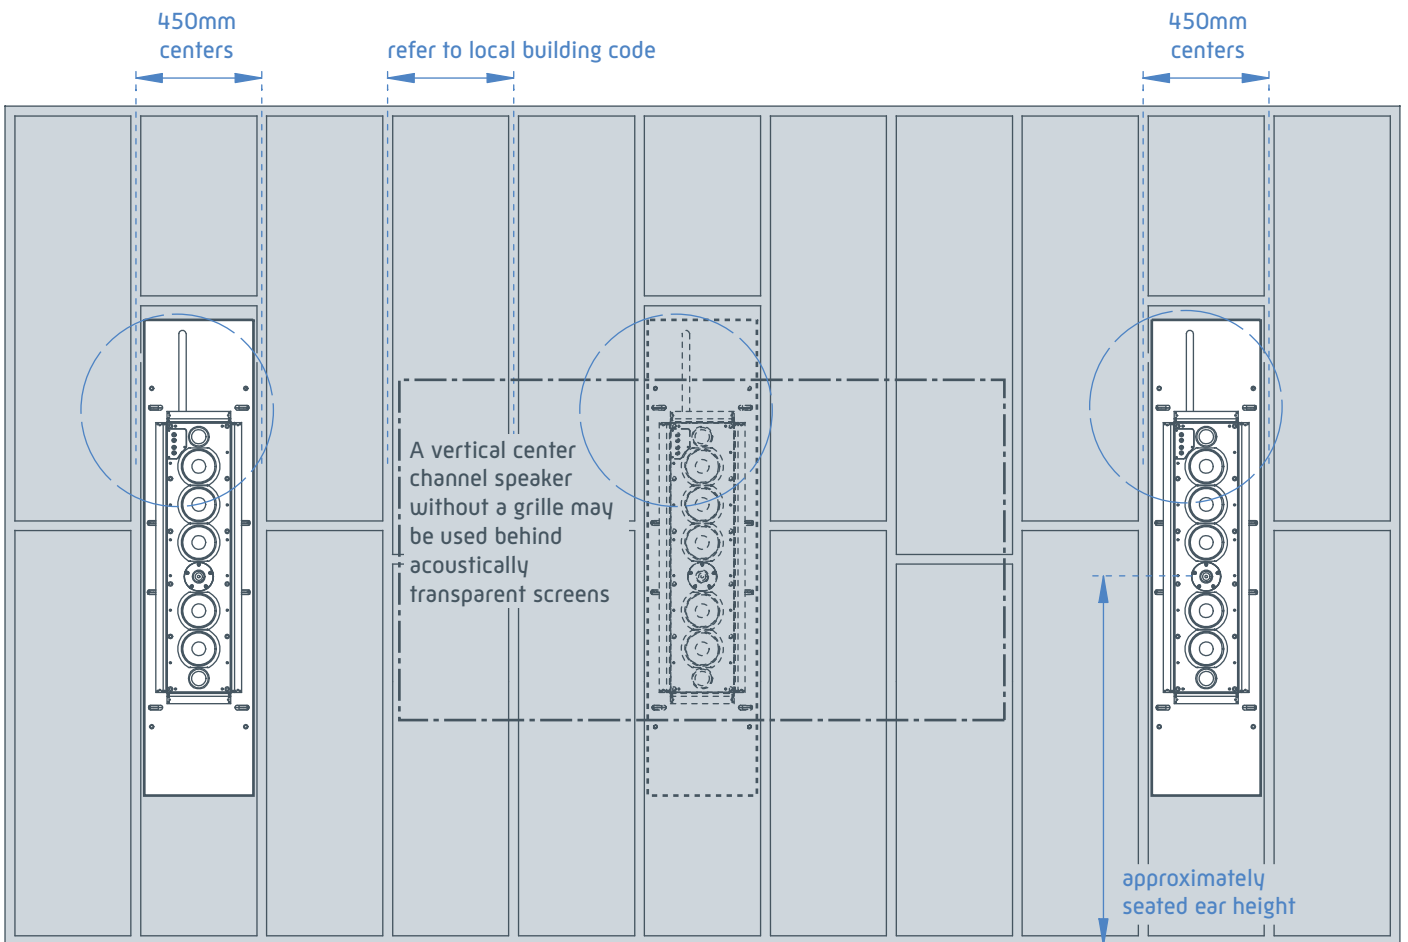 450mm
centers
refer to local building code
450mm
centers
A vertical center
channel speaker
without a grille may
be used behind
acoustically
transparent screens
approximately
seated ear height